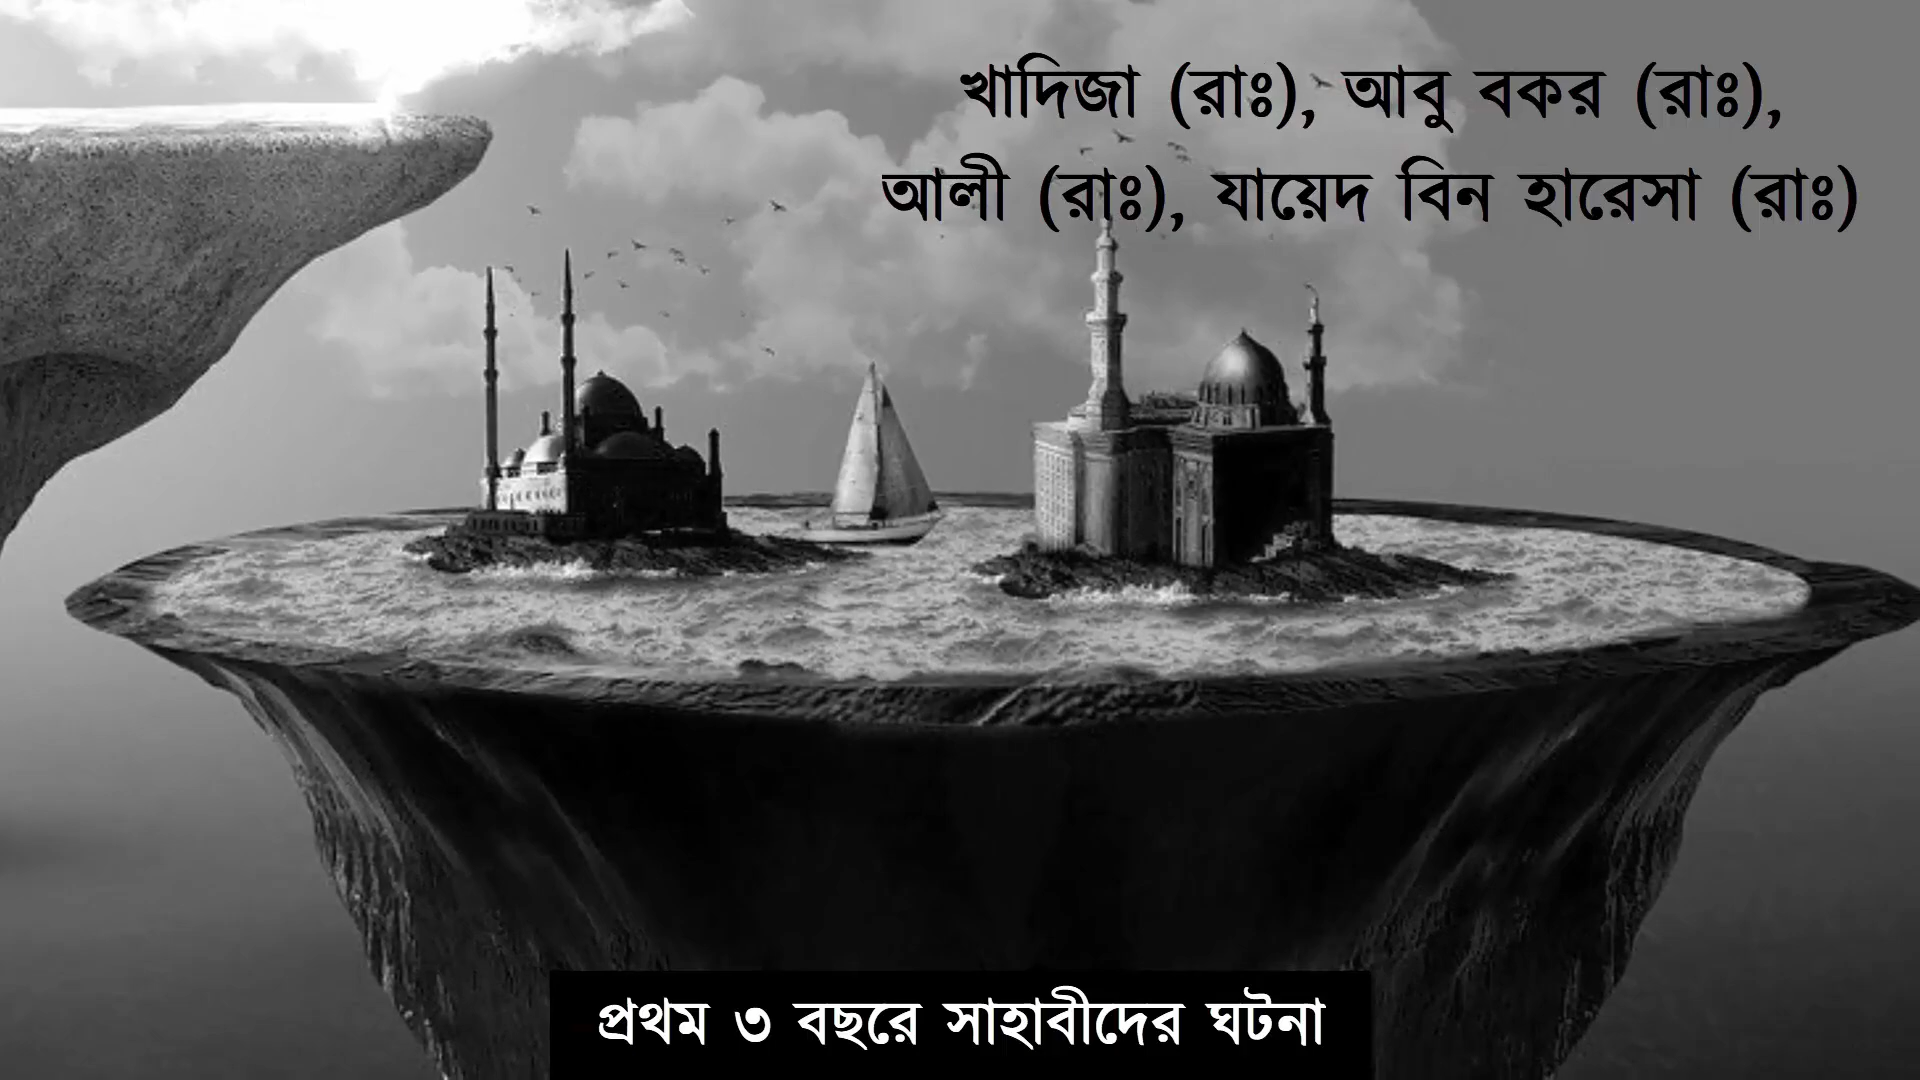 খাদিজা (রাঃ), আবু বকর (রাঃ),
আলী (রাঃ), যায়েদ বিন হারেসা (রাঃ)
প্রথম ৩ বছরে সাহাবীদের ঘটনা